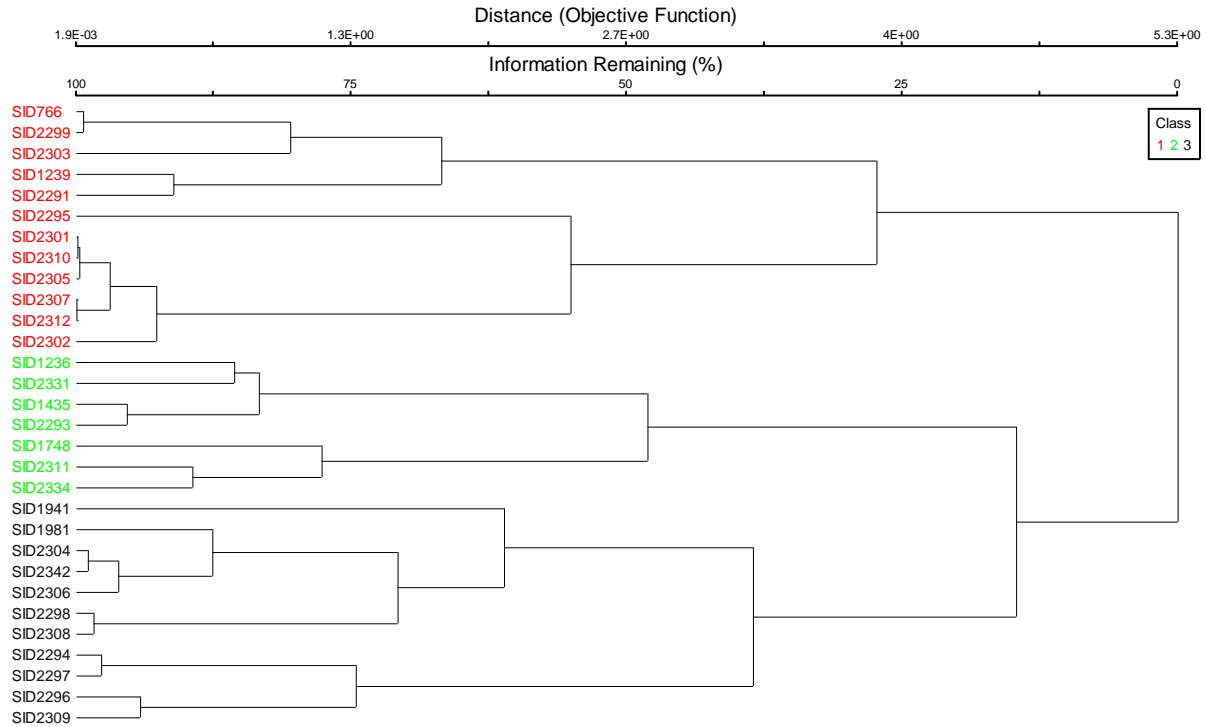 Distance (Objective Function)
1.9E-03 1.3E+00 2.7E+00 4E+00 5.3E+00
Information Remaining (%)
100 75 50 25 0
SID766
SID2299
SID2303
SID1239
SID2291
SID2295
SID2301
SID2310
SID2305
SID2307
SID2312
SID2302
SID1236
SID2331
SID1435
SID2293
SID1748
SID2311
SID2334
SID1941
SID1981
SID2304
SID2342
SID2306
SID2298
SID2308
SID2294
SID2297
SID2296
SID2309
Class
1 2 3